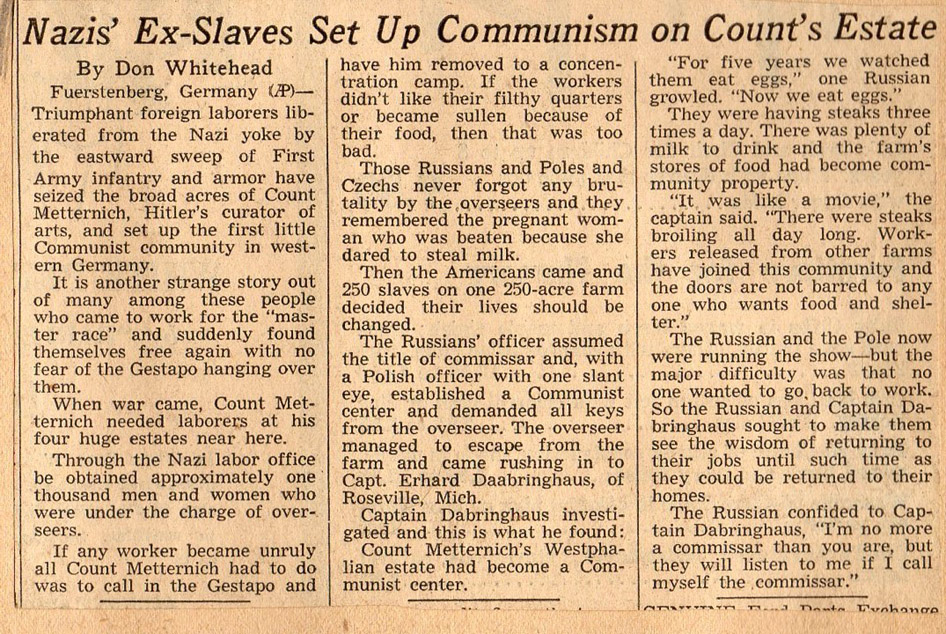 Nazis' Ex-Slaves Set Up Communism on Count's Estate
By Don Whitehead
Fuerstenberg, Germany (AP)—
Triumphant foreign laborers lib-
erated from the Nazi yoke by
the eastward sweep of First
Army infantry and armor have
seized the broad acres of Count
Metternich, Hitler's curator of
arts, and set up the first little
Communist community in west-
ern Germany.
It is another strange story out
of many among these people
who came to work for the "mas-
ter race" and suddenly found
themselves free again with no
fear of the Gestapo hanging over
them.
When war came, Count Met-
ternich needed laborers at his
four huge estates near here.
Through the Nazi labor office
be obtained approximately one
thousand men and women who
were under the charge of over-
seers.
If any worker became unruly
all Count Metternich had to do
was to call in the Gestapo and
have him removed to a concen-
tration camp. If the workers
didn't like their filthy quarters
or became sullen because of
their food, then that was too
bad.
Those Russians and Poles and
Czechs never forgot any bru-
tality by the overseers and they
remembered the pregnant wom-
an who was beaten because she
dared to steal milk.
Then the Americans came and
250 slaves on one 250-acre farm
decided their lives should be
changed.
The Russians' officer assumed
the title of commissar and, with
a Polish officer with one slant
eye, established a Communist
center and demanded all keys
from the overseer. The overseer
managed to escape from the
farm and came rushing in to
Capt. Erhard Daabringhaus, of
Roseville, Mich.
Captain Dabringhaus investi-
gated and this is what he found:
Count Metternich's Westpha-
lian estate had become a Com-
munist center.
"For five years we watched
them eat eggs," one Russian
growled. "Now we eat eggs."
They were having steaks three
times a day. There was plenty of
milk to drink and the farm's
stores of food had become com-
munity property.
"It was like a movie," the
captain said. "There were steaks
broiling all day long. Work-
ers released from other farms
have joined this community and
the doors are not barred to any
one who wants food and shel-
ter."
The Russian and the Pole now
were running the show—but the
major difficulty was that no
one wanted to go back to work.
So the Russian and Captain Da-
bringhaus sought to make them
see the wisdom of returning to
their jobs until such time as
they could be returned to their
homes.
The Russian confided to Cap-
tain Dabringhaus, "I'm no more
a commissar than you are, but
they will listen to me if I call
myself the commissar."